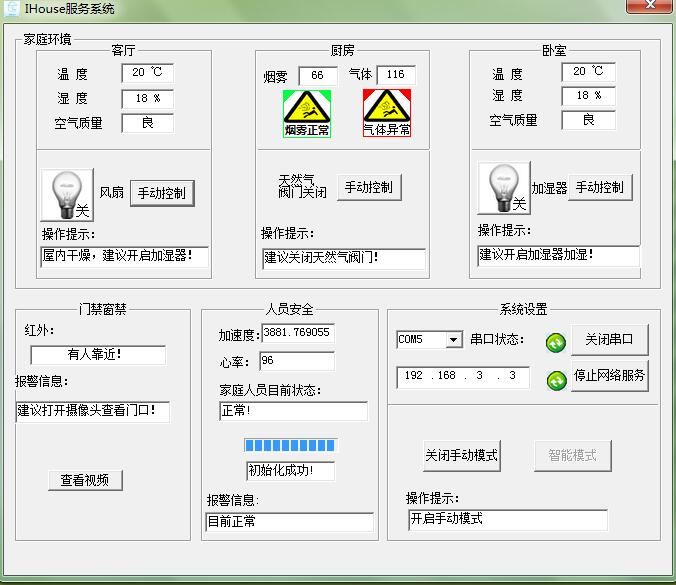 IHouse服务系统
家庭环境
客厅
温 度 20 ℃
湿 度 18 %
空气质量 良
关 风扇 手动控制
操作提示：
屋内干燥，建议开启加湿器！
厨房
烟雾 66 气体 116
烟雾正常 气体异常
天然气
阀门关闭 手动控制
操作提示：
建议关闭天然气阀门！
卧室
温 度 20 ℃
湿 度 18 %
空气质量 良
关 加湿器 手动控制
操作提示：
建议开启加湿器加湿！
门禁窗禁
红外：
有人靠近！
报警信息：
建议打开摄像头查看门口！
查看视频
人员安全
加速度： 3881.769055
心率： 96
家庭人员目前状态：
正常！
初始化成功！
报警信息：
目前正常
系统设置
COM5 串口状态： 关闭串口
192 .168 . 3 . 3 停止网络服务
关闭手动模式 智能模式
操作提示：
开启手动模式